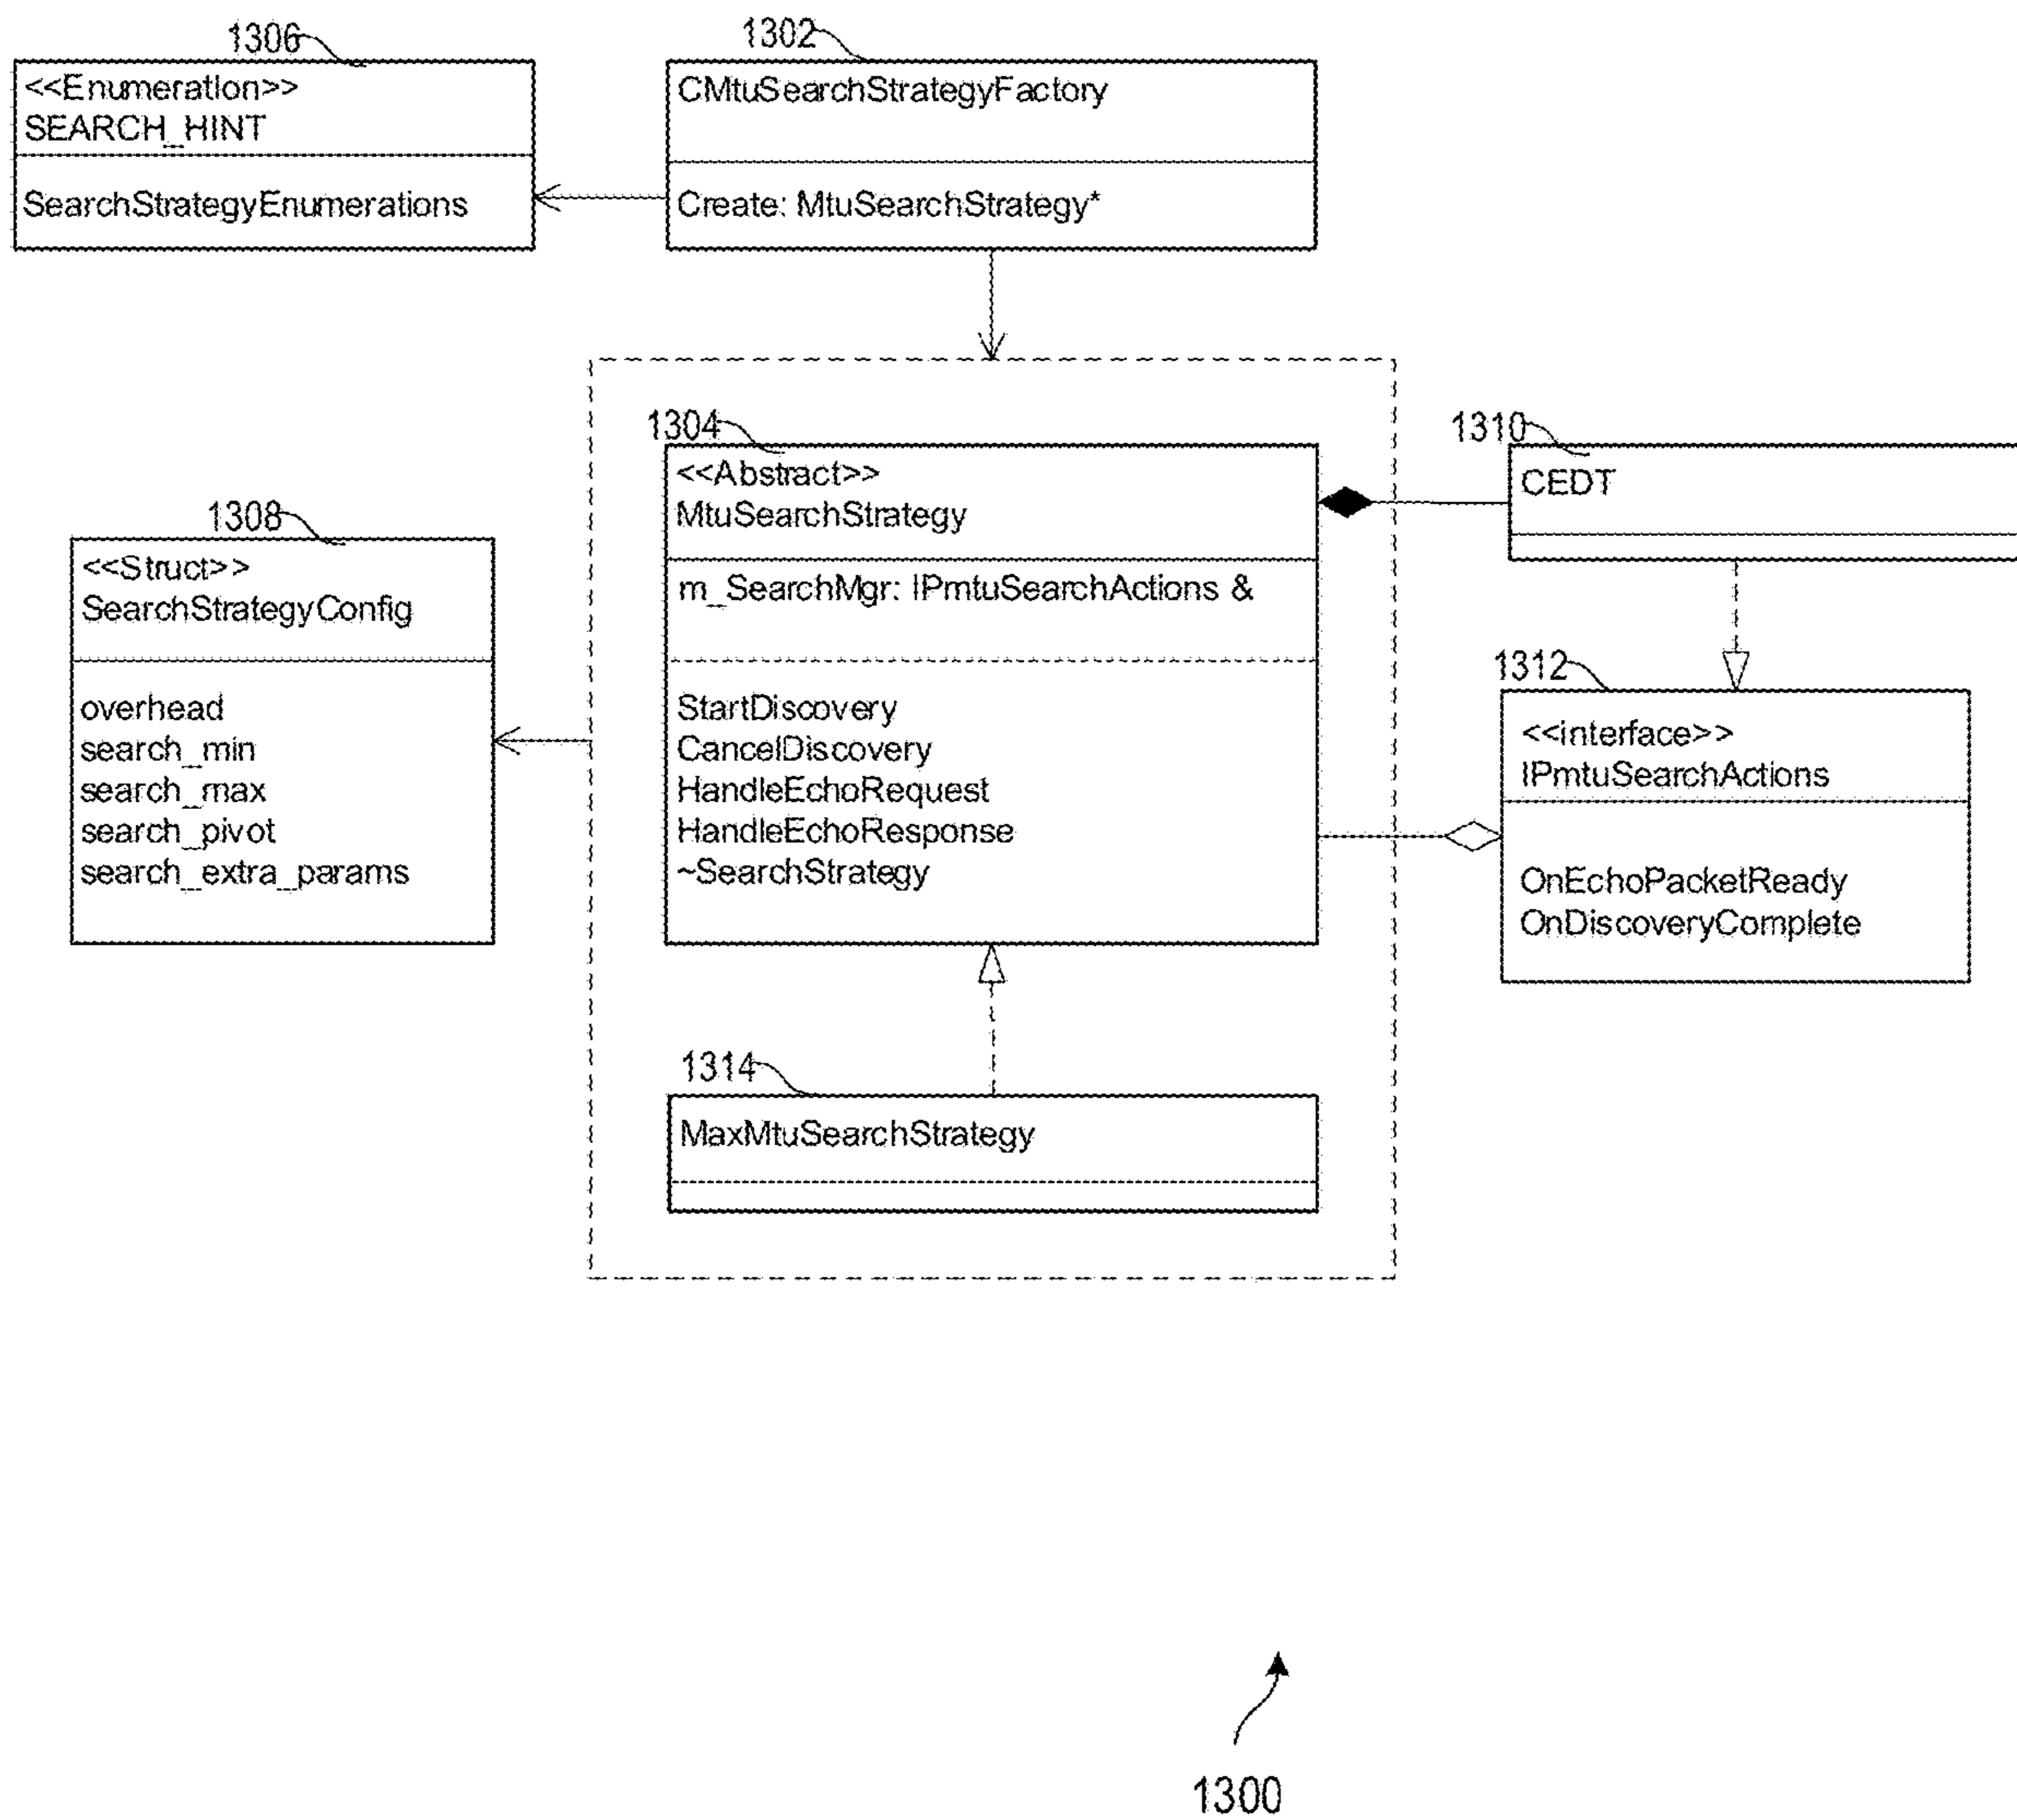 1306
<<Enumeration>>
SEARCH_HINT
SearchStrategyEnumerations
1302
CMtuSearchStrategyFactory
Create: MtuSearchStrategy*
1304
<<Abstract>>
MtuSearchStrategy
m_SearchMgr: IPmtuSearchActions &
StartDiscovery
CancelDiscovery
HandleEchoRequest
HandleEchoResponse
~SearchStrategy
1310
CEDT
1308
<<Struct>>
SearchStrategyConfig
overhead
search_min
search_max
search_pivot
search_extra_params
1312
<<interface>>
IPmtuSearchActions
OnEchoPacketReady
OnDiscoveryComplete
1314
MaxMtuSearchStrategy
1300